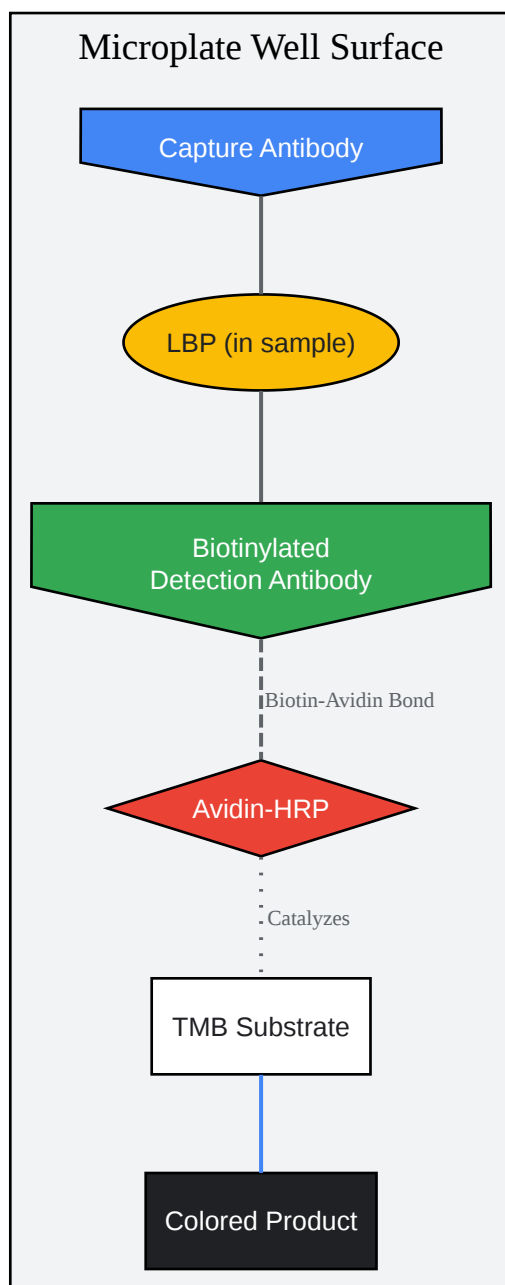 Microplate Well Surface
Capture Antibody
LBP (in sample)
Biotinylated
Detection Antibody
Biotin-Avidin Bond
Avidin-HRP
Catalyzes
TMB Substrate
Colored Product